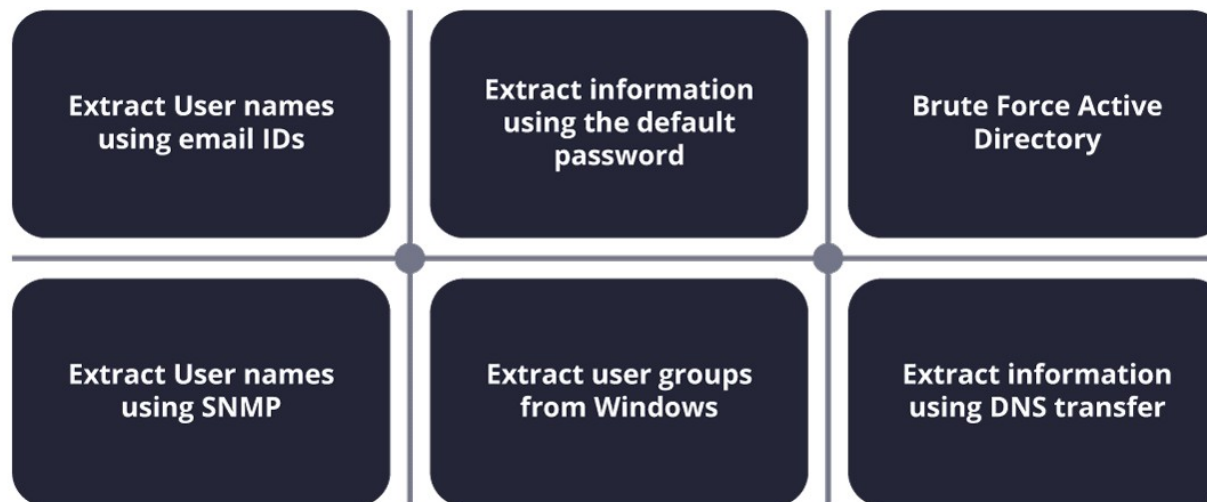 Extract User names
using email IDs
Extract information
using the default
password
Brute Force Active
Directory
Extract User names
using SNMP
Extract user groups
from Windows
Extract information
using DNS transfer